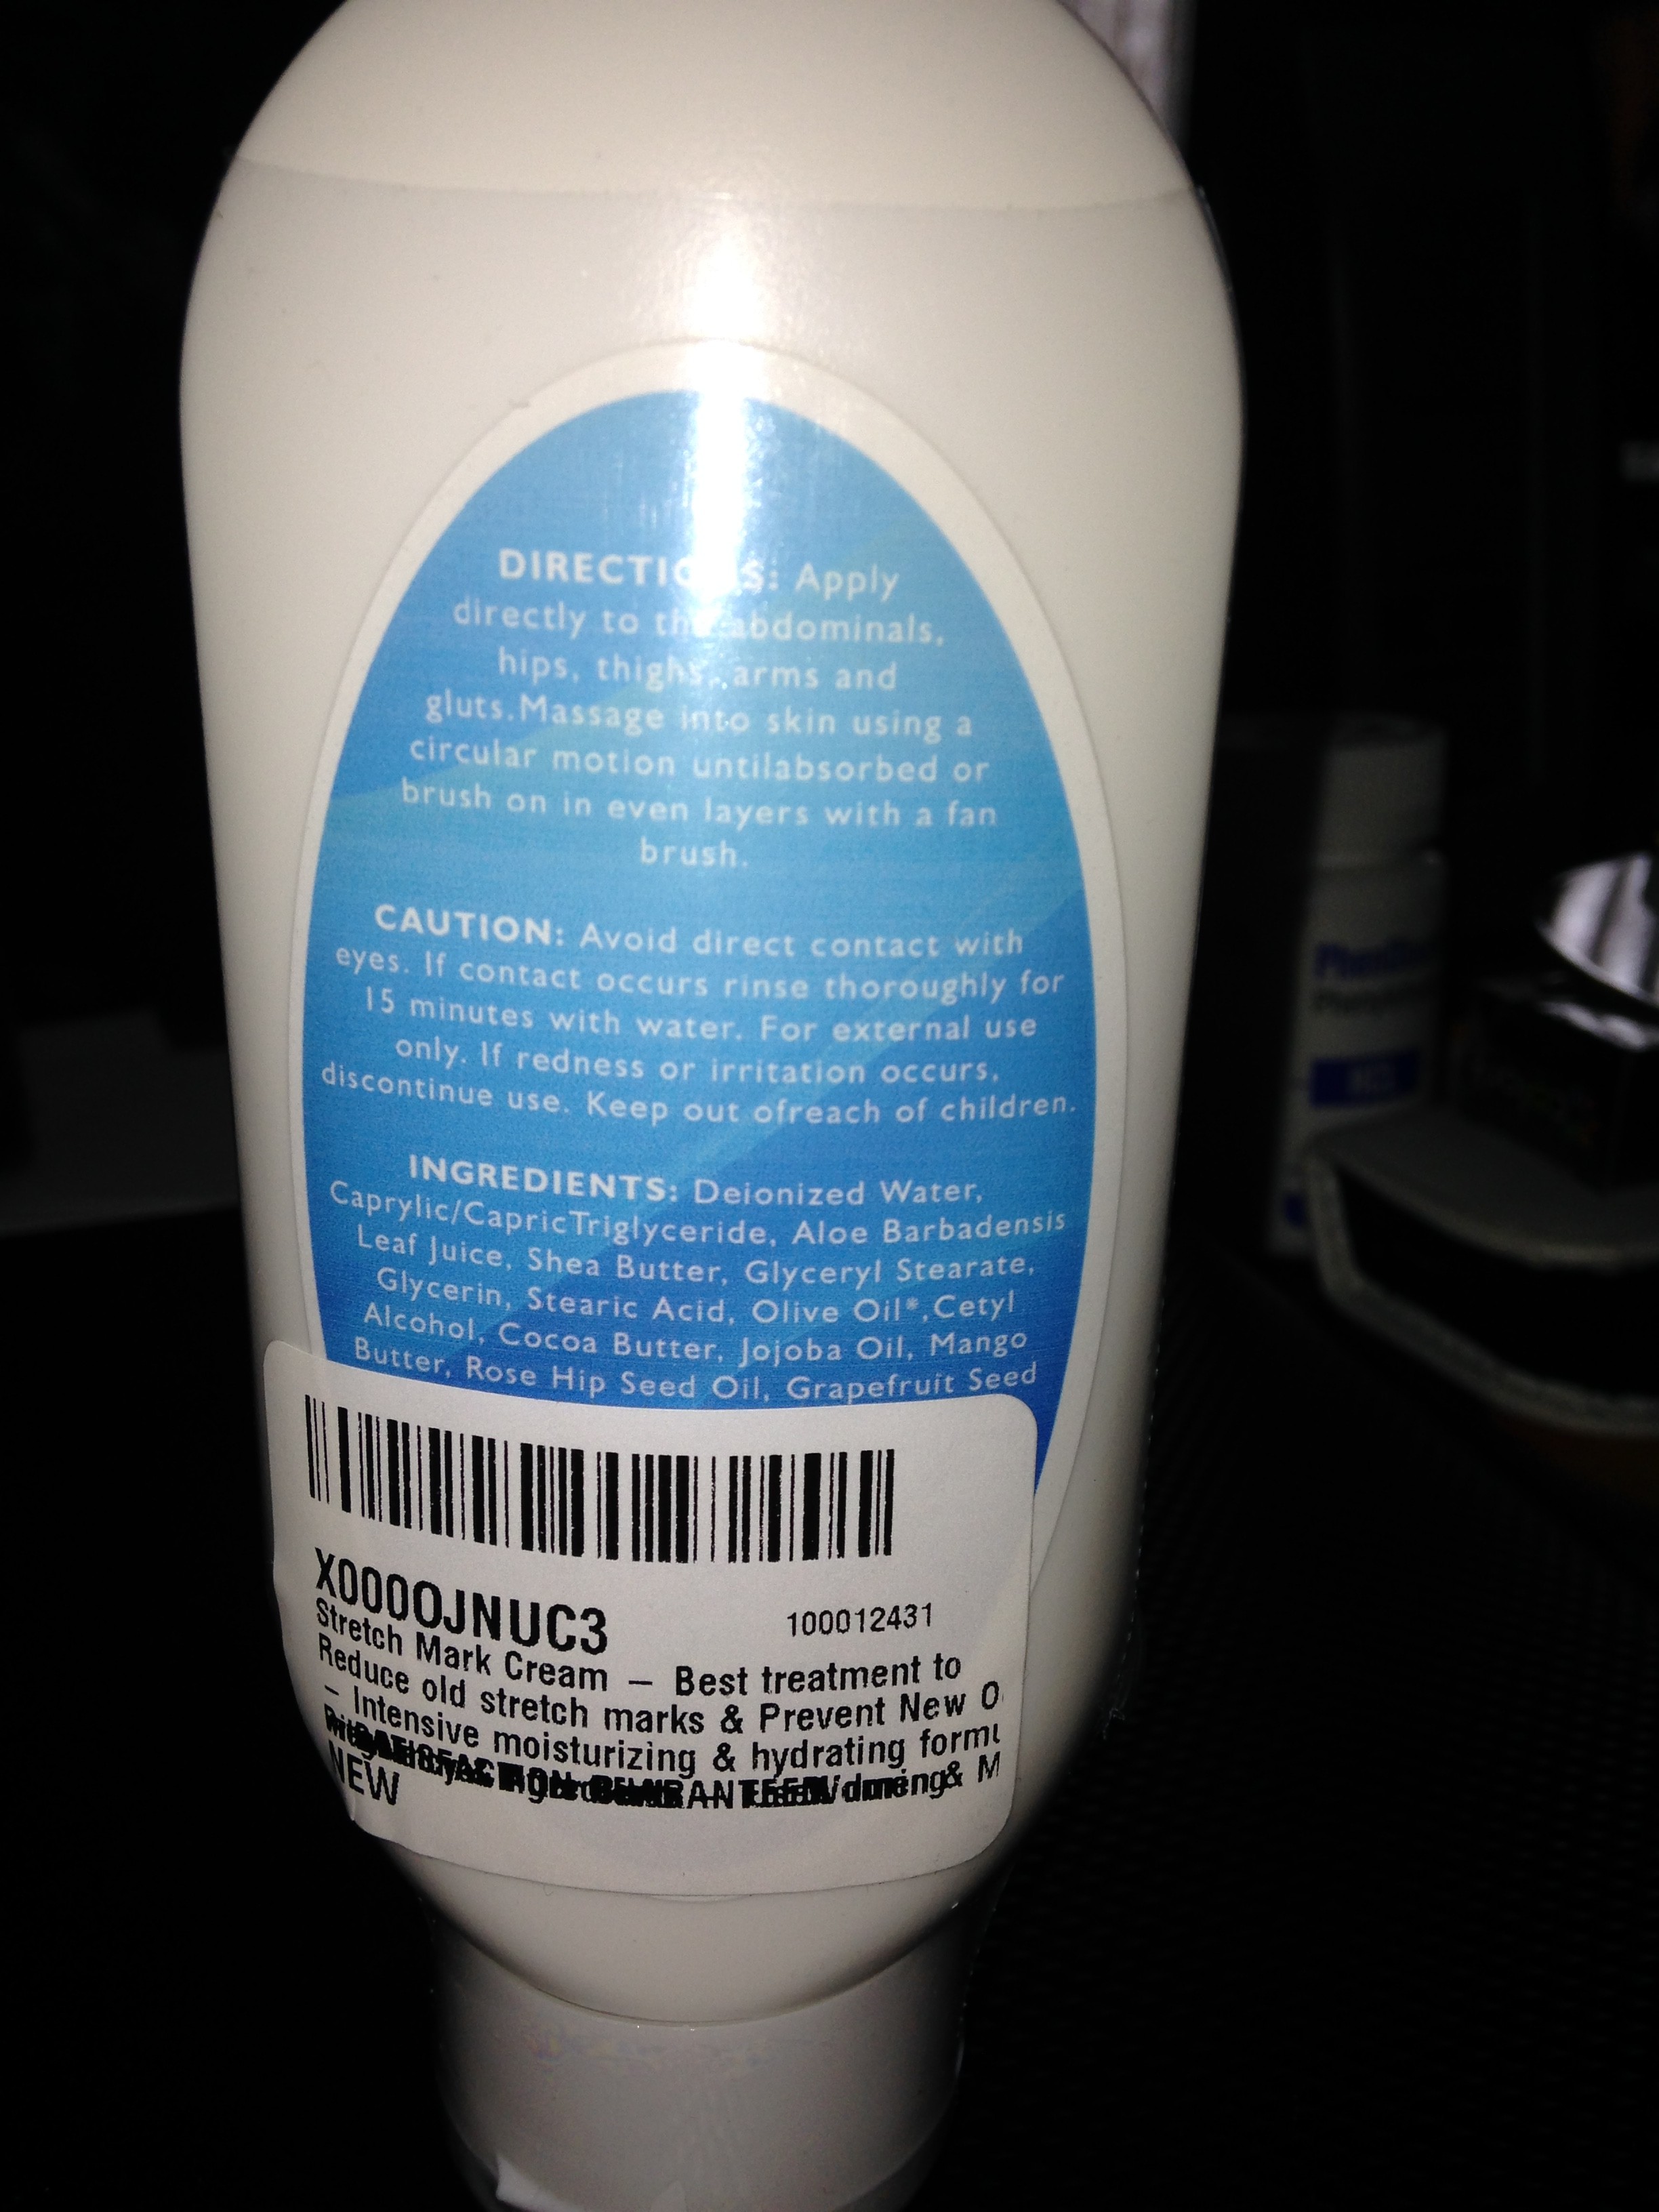 DIRECTIONS: Apply
directly to the abdominals,
hips, thighs, arms and
gluts.Massage into skin using a
circular motion untilabsorbed or
brush on in even layers with a fan
brush.
CAUTION: Avoid direct contact with
eyes. If contact occurs rinse thoroughly for
15 minutes with water. For external use
only. If redness or irritation occurs,
discontinue use. Keep out ofreach of children.
INGREDIENTS: Deionized Water,
Caprylic/CapricTriglyceride, Aloe Barbadensis
Leaf Juice, Shea Butter, Glyceryl Stearate,
Glycerin, Stearic Acid, Olive Oil*,Cetyl
Alcohol, Cocoa Butter, Jojoba Oil, Mango
Butter, Rose Hip Seed Oil, Grapefruit Seed
X000OJNUC3
100012431
Stretch Mark Cream – Best treatment to
Reduce old stretch marks & Prevent New O
– Intensive moisturizing & hydrating formu
NEW